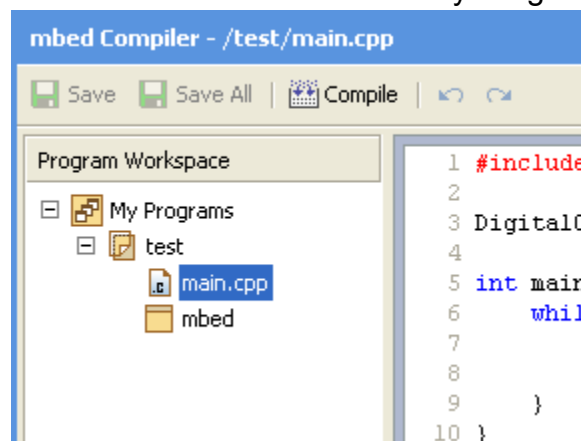 mbed Compiler - /test/main.cpp
Save Save All Compile
Program Workspace
My Programs
test
main.cpp
mbed
1 #include
2
3 Digital
4
5 int main
6 whil
7
8
9 }
10 }